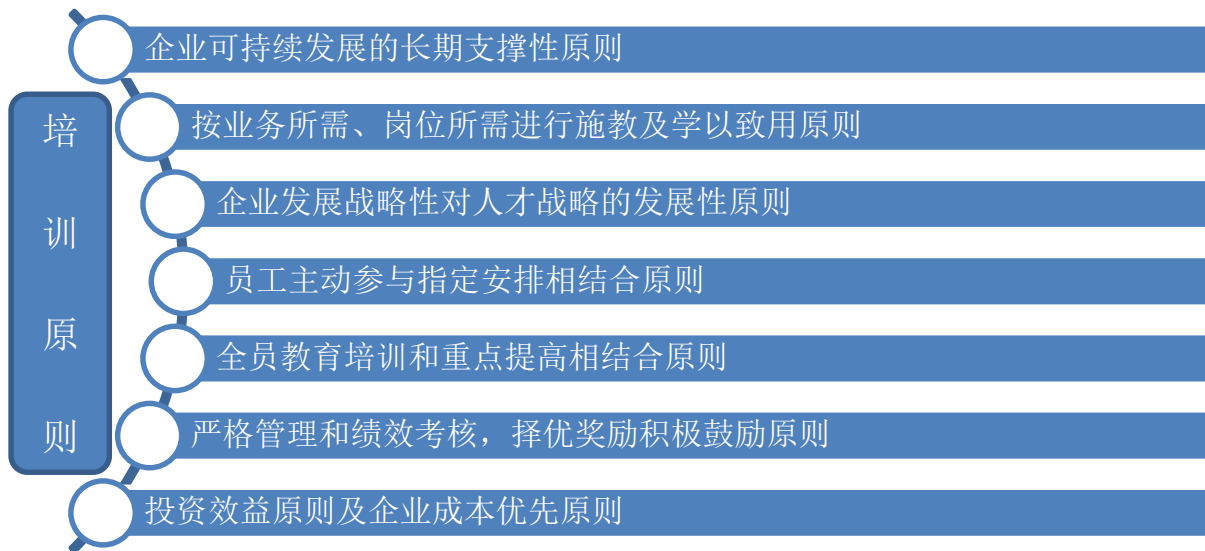 培训原则
企业可持续发展的长期支撑性原则
按业务所需、岗位所需进行施教及学以致用原则
企业发展战略性对人才战略的发展性原则
员工主动参与指定安排相结合原则
全员教育培训和重点提高相结合原则
严格管理和绩效考核，择优奖励积极鼓励原则
投资效益原则及企业成本优先原则